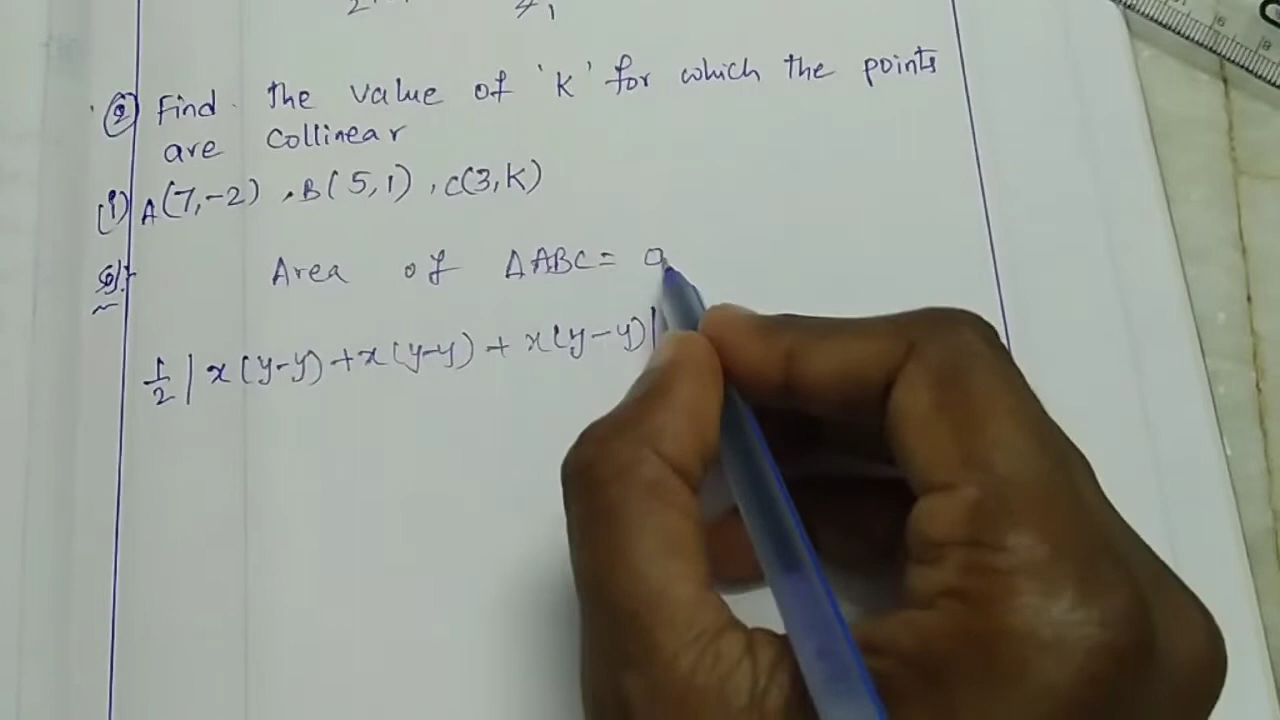 ② Find the value of 'K' for which the points
are collinear
(i) A(7,-2) , B(5,1) , C(3,K)
Area of ΔABC = 0
1/2 | x(y-y) + x(y-y) + x(y-y)|